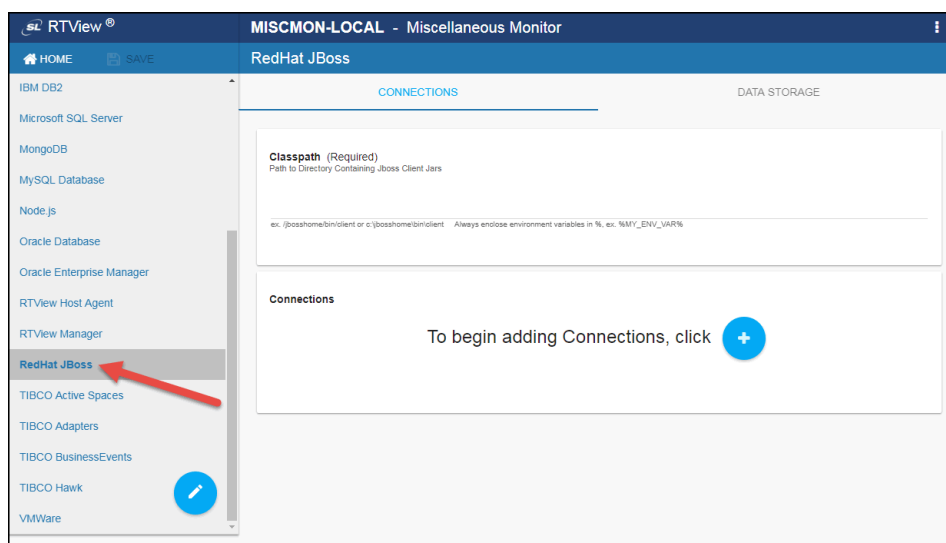 SL RTView ®
MISCMON-LOCAL - Miscellaneous Monitor
HOME
SAVE
RedHat JBoss
IBM DB2
Microsoft SQL Server
MongoDB
MySQL Database
Node.js
Oracle Database
Oracle Enterprise Manager
RTView Host Agent
RTView Manager
RedHat JBoss
TIBCO Active Spaces
TIBCO Adapters
TIBCO BusinessEvents
TIBCO Hawk
VMWare
CONNECTIONS
DATA STORAGE
Classpath (Required)
Path to Directory Containing Jboss Client Jars
ex. /jbosshome/bin/client or c:\jbosshome\bin\client Always enclose environment variables in %, ex. %MY_ENV_VAR%
Connections
To begin adding Connections, click